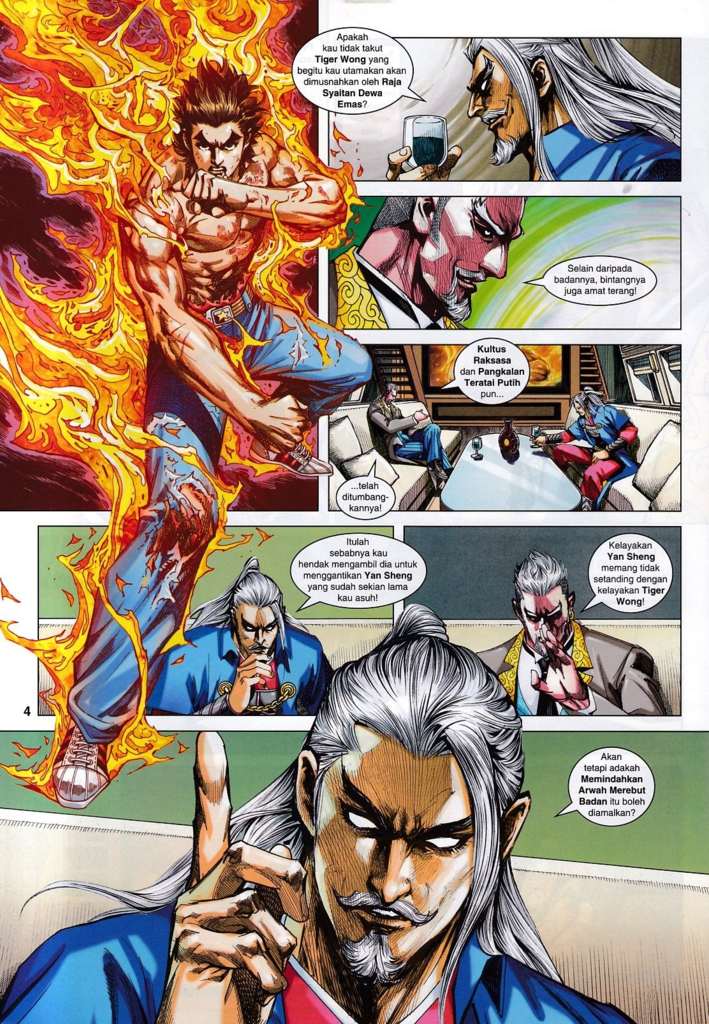 Apakah
kau tidak takut
Tiger Wong yang
begitu kau utamakan akan
dimusnahkan oleh Raja
Syaitan Dewa
Emas?
Selain daripada
badannya, bintangnya
juga amat terang!
Kultus
Raksasa
dan Pangkalan
Teratai Putih
pun...
...telah
ditumbang-
kannya!
Itulah
sebabnya kau
hendak mengambil dia untuk
menggantikan Yan Sheng
yang sudah sekian lama
kau asuh!
Kelayakan
Yan Sheng
memang tidak
setanding dengan
kelayakan Tiger
Wong!
4
Akan
tetapi adakah
Memindahkan
Arwah Merebut
Badan itu boleh
diamalkan?